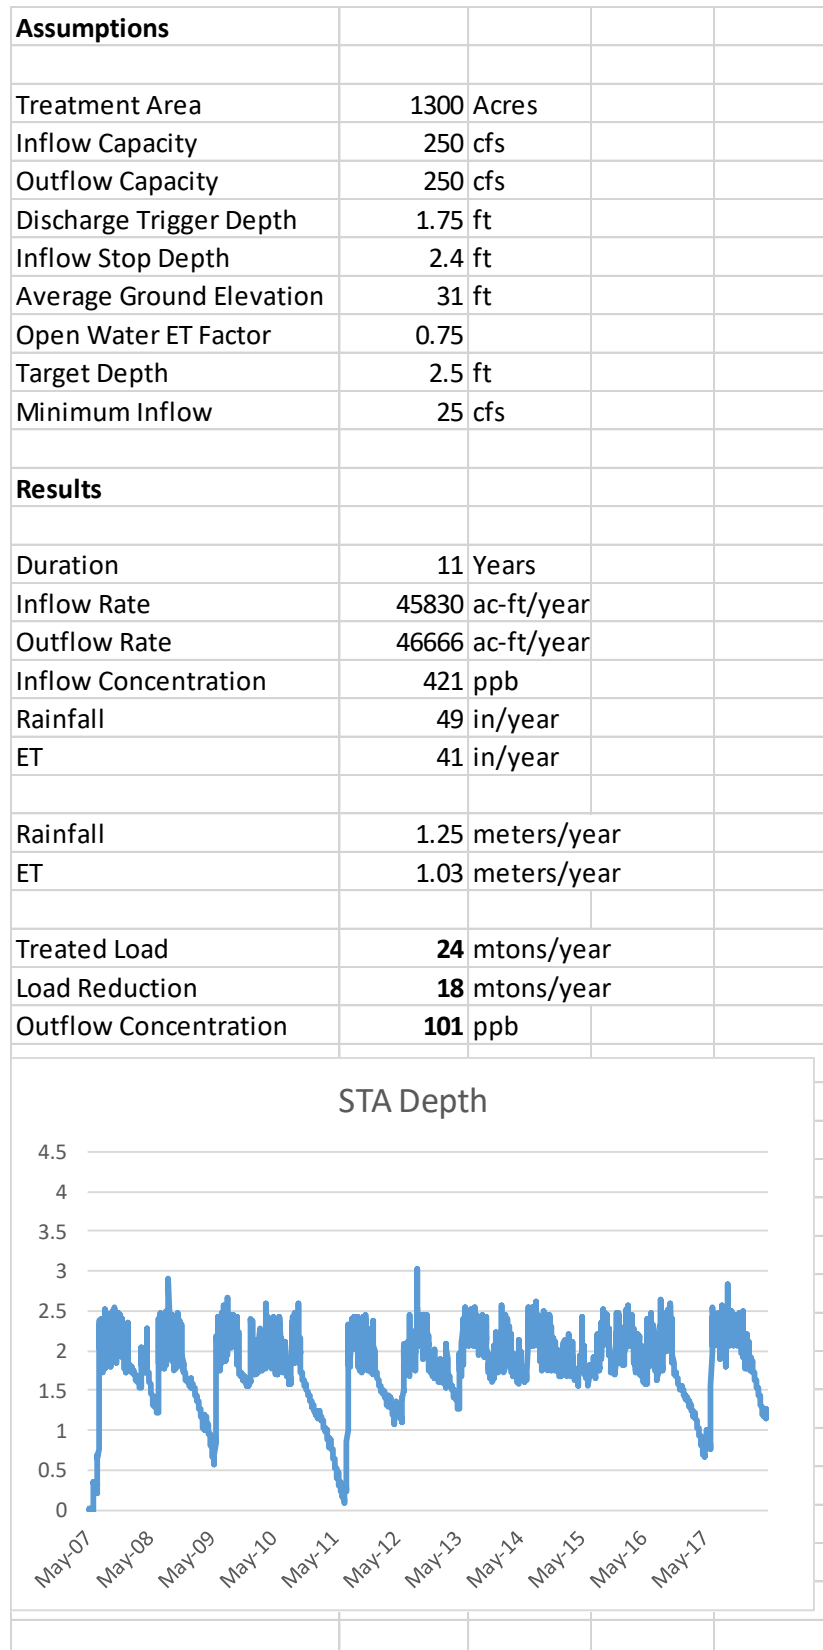 Assumptions
Treatment Area 1300 Acres
Inflow Capacity 250 cfs
Outflow Capacity 250 cfs
Discharge Trigger Depth 1.75 ft
Inflow Stop Depth 2.4 ft
Average Ground Elevation 31 ft
Open Water ET Factor 0.75
Target Depth 2.5 ft
Minimum Inflow 25 cfs
Results
Duration 11 Years
Inflow Rate 45830 ac-ft/year
Outflow Rate 46666 ac-ft/year
Inflow Concentration 421 ppb
Rainfall 49 in/year
ET 41 in/year
Rainfall 1.25 meters/year
ET 1.03 meters/year
Treated Load 24 mtons/year
Load Reduction 18 mtons/year
Outflow Concentration 101 ppb
STA Depth
4.5
4
3.5
3
2.5
2
1.5
1
0.5
0
May-07 May-08 May-09 May-10 May-11 May-12 May-13 May-14 May-15 May-16 May-17